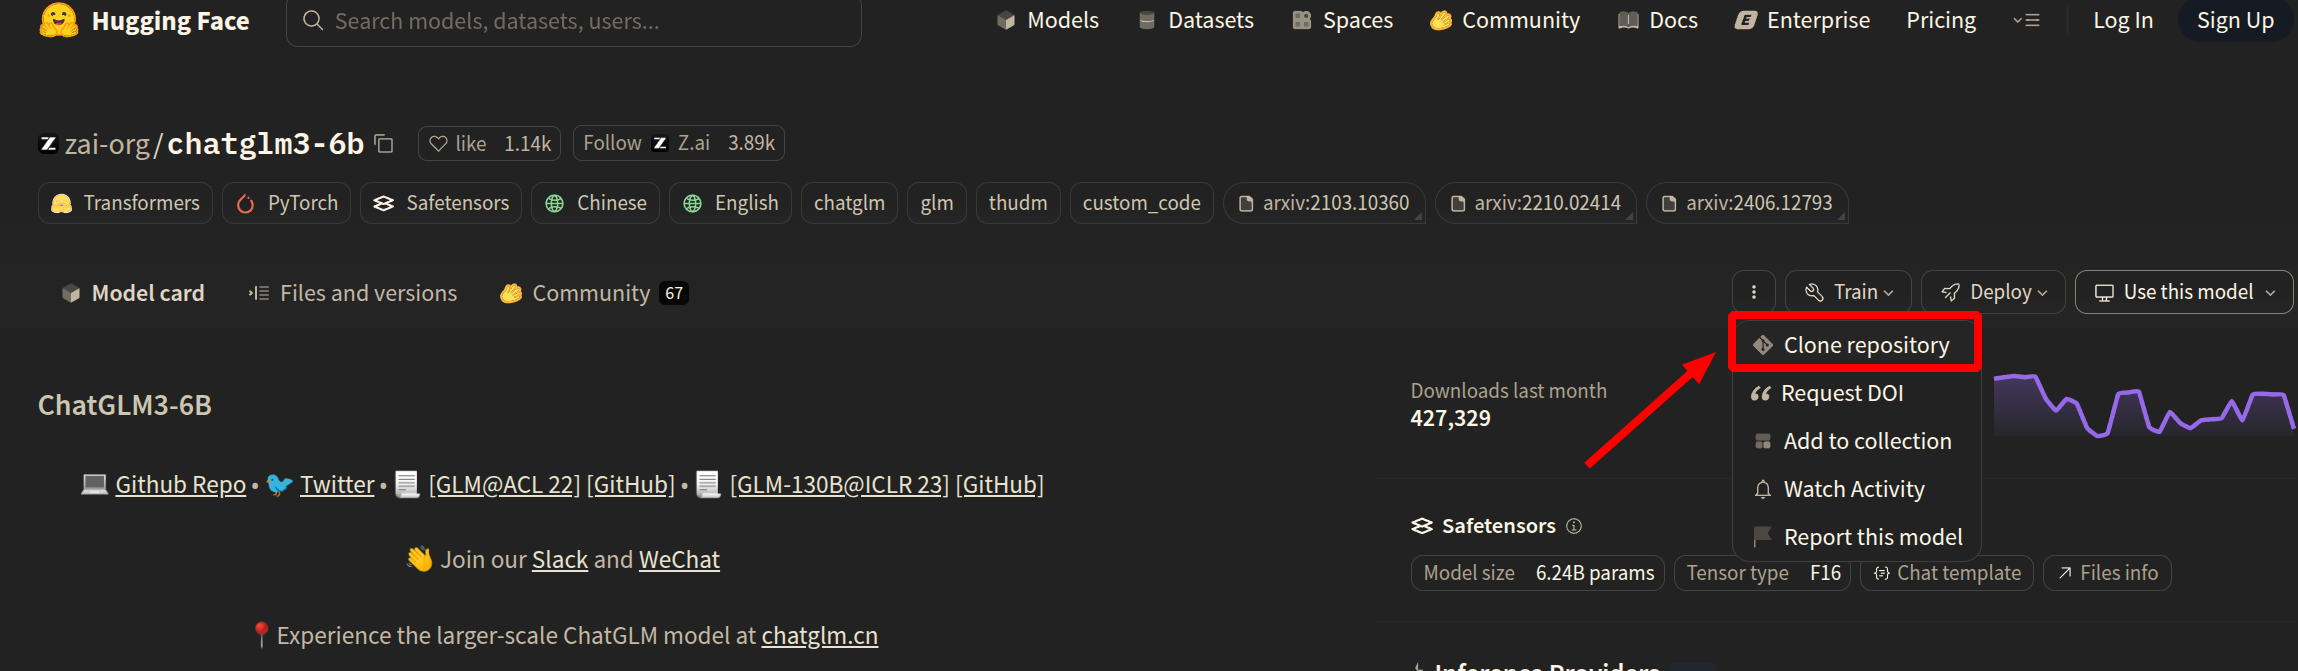 Hugging Face
Search models, datasets, users...
Models
Datasets
Spaces
Community
Docs
Enterprise
Pricing
Log In
Sign Up
zai-org/chatglm3-6b
like 1.14k
Follow Z.ai 3.89k
Transformers
PyTorch
Safetensors
Chinese
English
chatglm
glm
thudm
custom_code
arxiv:2103.10360
arxiv:2210.02414
arxiv:2406.12793
Model card
Files and versions
Community 67
Train
Deploy
Use this model
Clone repository
Request DOI
Add to collection
Watch Activity
Report this model
ChatGLM3-6B
💻 Github Repo • 🐦 Twitter • 📃 [GLM@ACL 22] [GitHub] • 📃 [GLM-130B@ICLR 23] [GitHub]
👋 Join our Slack and WeChat
📍Experience the larger-scale ChatGLM model at chatglm.cn
Downloads last month
427,329
Safetensors
Model size 6.24B params
Tensor type F16
Chat template
Files info
Inference Providers